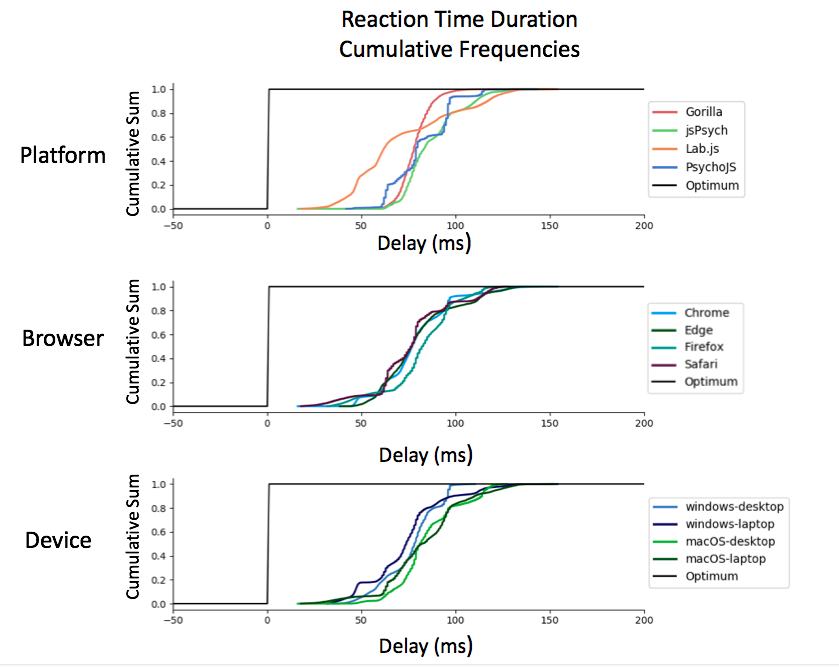 Reaction Time Duration
Cumulative Frequencies
Platform
Cumulative Sum
1.0
0.8
0.6
0.4
0.2
0.0
−50
0
50
100
150
200
Delay (ms)
Gorilla
jsPsych
Lab.js
PsychoJS
Optimum
Browser
Cumulative Sum
1.0
0.8
0.6
0.4
0.2
0.0
−50
0
50
100
150
200
Delay (ms)
Chrome
Edge
Firefox
Safari
Optimum
Device
Cumulative Sum
1.0
0.8
0.6
0.4
0.2
0.0
−50
0
50
100
150
200
Delay (ms)
windows-desktop
windows-laptop
macOS-desktop
macOS-laptop
Optimum